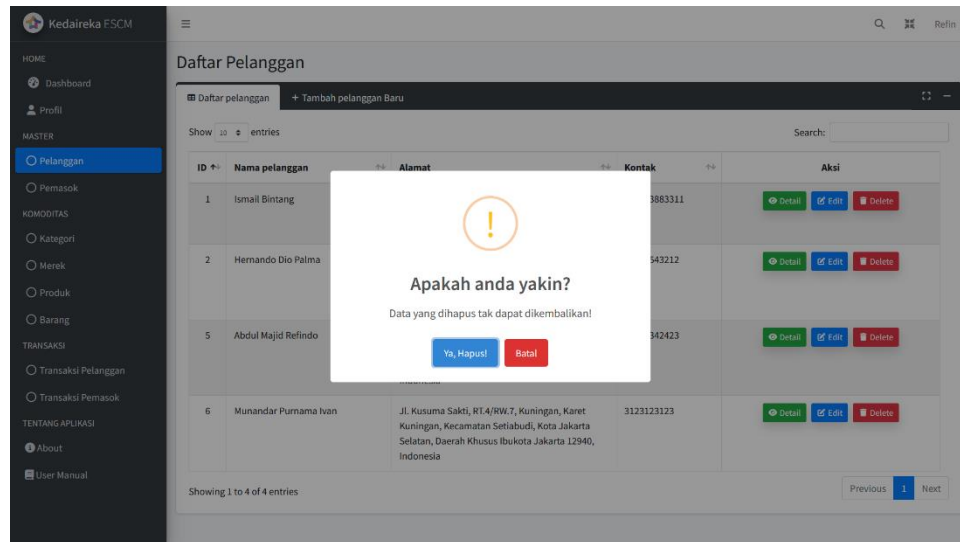 Kedaireka ESCM
Refin
HOME
Dashboard
Profil
MASTER
Pelanggan
Pemasok
KOMODITAS
Kategori
Merek
Produk
Barang
TRANSAKSI
Transaksi Pelanggan
Transaksi Pemasok
TENTANG APLIKASI
About
User Manual
Daftar Pelanggan
Daftar pelanggan + Tambah pelanggan Baru
Show 10 entries Search:
ID Nama pelanggan Alamat Kontak Aksi
1 Ismail Bintang 3883311 Detail Edit Delete
2 Hernando Dio Palma 543212 Detail Edit Delete
!
Apakah anda yakin?
Data yang dihapus tak dapat dikembalikan!
Ya, Hapus! Batal
5 Abdul Majid Refindo 342423 Detail Edit Delete
Indonesia
6 Munandar Purnama Ivan Jl. Kusuma Sakti, RT.4/RW.7, Kuningan, Karet 3123123123 Detail Edit Delete
Kuningan, Kecamatan Setiabudi, Kota Jakarta
Selatan, Daerah Khusus Ibukota Jakarta 12940,
Indonesia
Showing 1 to 4 of 4 entries Previous 1 Next